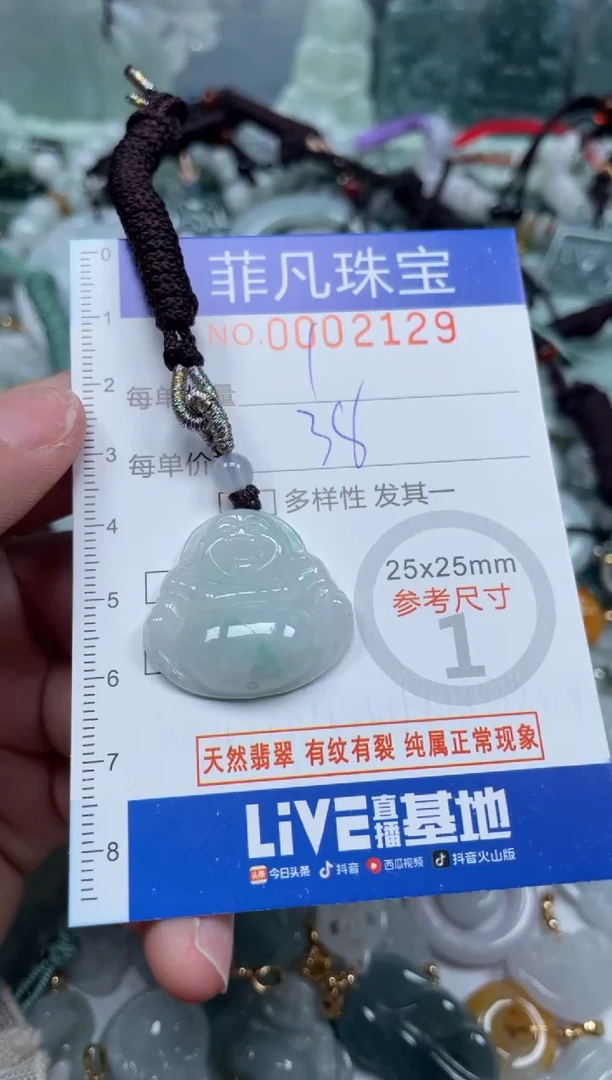 菲凡珠宝
NO.0002129
每单 量 1
每单价 38
多样性 发其一
25x25mm
参考尺寸
1
天然翡翠 有纹有裂 纯属正常现象
LiVE直播基地
头条 今日头条 抖音 西瓜视频 抖音火山版
0
1
2
3
4
5
6
7
8